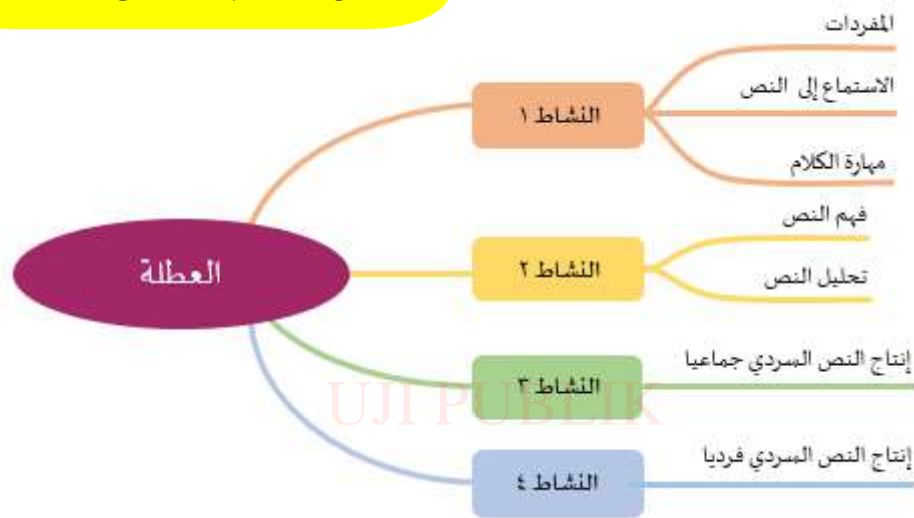 المفردات
الاستماع إلى النص
النشاط ١
مهارة الكلام
فهم النص
العطلة
النشاط ٢
تحليل النص
إنتاج النص السردي جماعيا
النشاط ٣
UJI PUBLIK
إنتاج النص السردي فرديا
النشاط ٤